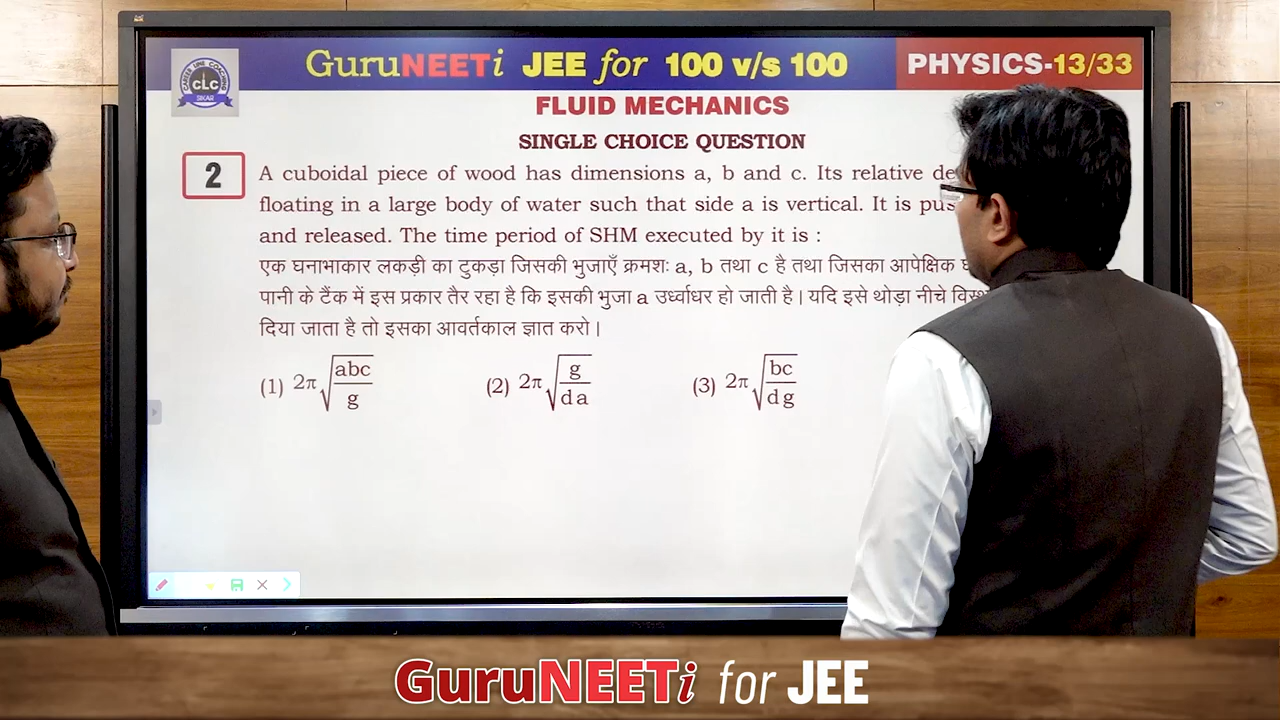 GuruNEETi JEE for 100 v/s 100
PHYSICS-13/33
CLC
SIKAR
FLUID MECHANICS
SINGLE CHOICE QUESTION
2
A cuboidal piece of wood has dimensions a, b and c. Its relative
floating in a large body of water such that side a is vertical. It is
and released. The time period of SHM executed by it is :
एक घनाभाकार लकड़ी का टुकड़ा जिसकी भुजाएँ क्रमशः a, b तथा c है तथा जिसका आपेक्षिक
पानी के टैंक में इस प्रकार तैर रहा है कि इसकी भुजा a उर्ध्वाधर हो जाती है। यदि इसे थोड़ा नीचे
दिया जाता है तो इसका आवर्तकाल ज्ञात करो।
(1) 2π√(abc/g) (2) 2π√(g/da) (3) 2π√(bc/dg)
GuruNEETi for JEE